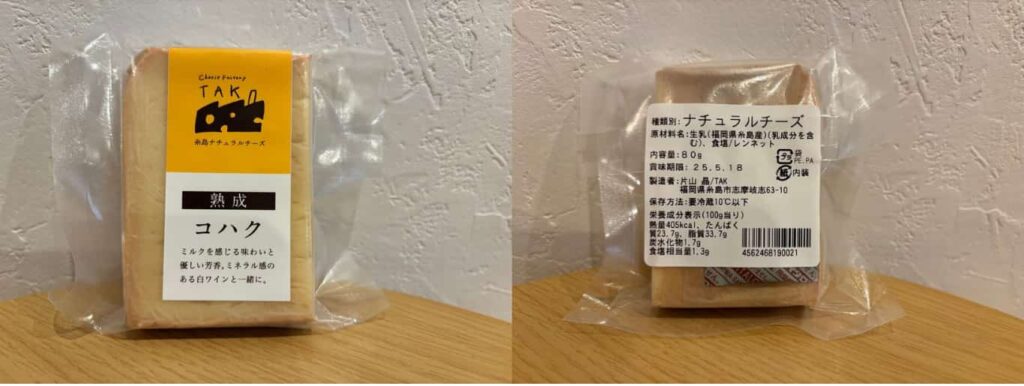 Cheese Factory
TAK
糸島ナチュラルチーズ
熟成
コハク
ミルクを感じる味わいと
優しい芳香。ミネラル感の
ある白ワインと一緒に。
種類別:ナチュラルチーズ
原材料名:生乳(福岡県糸島産)(乳成分を含
む)、食塩/レンネット
内容量:80g
賞味期限:25.5.18
製造者:片山 晶/TAK
福岡県糸島市志摩岐志63-10
保存方法:要冷蔵10℃以下
栄養成分表示(100g当り)
熱量405kcal、たんぱく
質23.7g、脂質33.7g
炭水化物1.7g
食塩相当量1.3g
プラ 袋
PE,PA
紙 内装
4562468190021